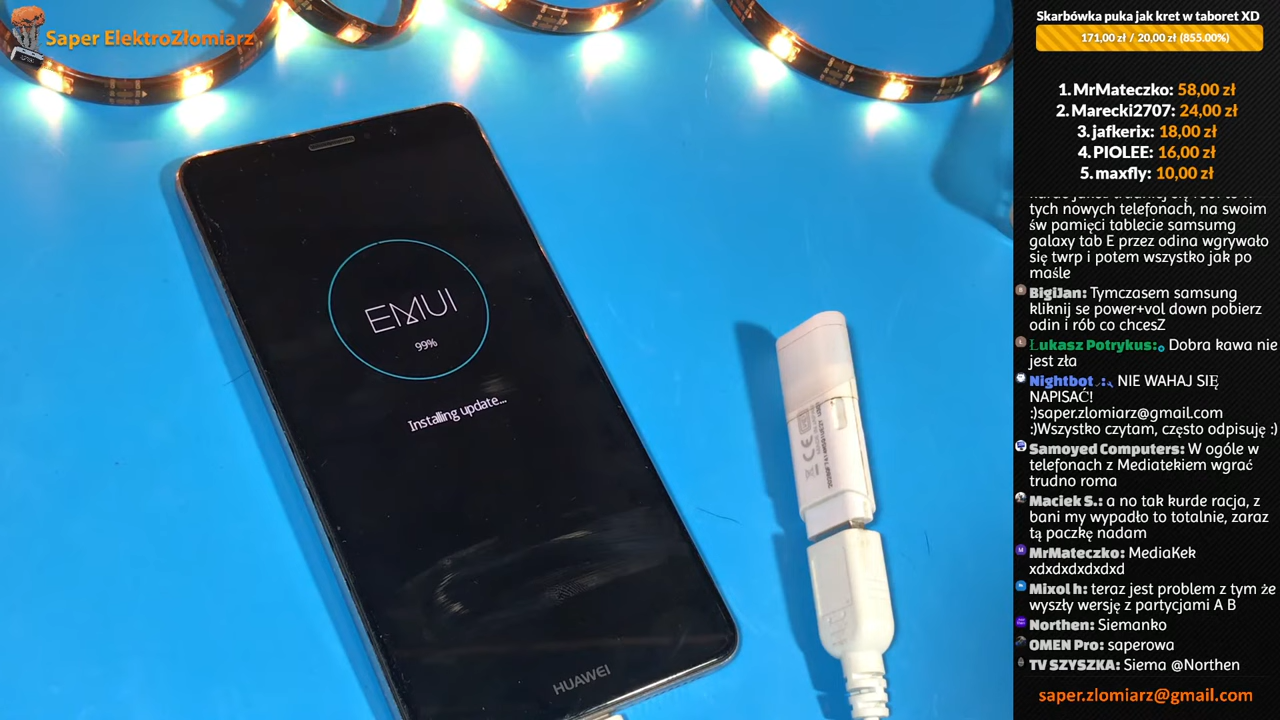 Saper ElektroZłomiarz
EMUI
99%
Installing update...
HUAWEI
Skarbówka puka jak kret w taboret XD
171,00 zł / 20,00 zł (855.00%)
1. MrMateczko: 58,00 zł
2. Marecki2707: 24,00 zł
3. jafkerix: 18,00 zł
4. PIOLEE: 16,00 zł
5. maxfly: 10,00 zł
tych nowych telefonach, na swoim
św pamięci tablecie samsumg
galaxy tab E przez odina wgrywało
się twrp i potem wszystko jak po
maśle
BigiJan: Tymczasem samsung
kliknij se power+vol down pobierz
odin i rób co chcesZ
Łukasz Potrykus: Dobra kawa nie
jest zła
Nightbot : NIE WAHAJ SIĘ
NAPISAĆ!
:)saper.zlomiarz@gmail.com
:)Wszystko czytam, często odpisuję :)
Samoyed Computers: W ogóle w
telefonach z Mediatekiem wgrać
trudno roma
Maciek S.: a no tak kurde racja, z
bani my wypadło to totalnie, zaraz
tą paczkę nadam
MrMateczko: MediaKek
xdxdxdxdxdxd
Mixol h: teraz jest problem z tym że
wyszły wersję z partycjami A B
Northen: Siemanko
OMEN Pro: saperowa
TV SZYSZKA: Siema @Northen
saper.zlomiarz@gmail.com